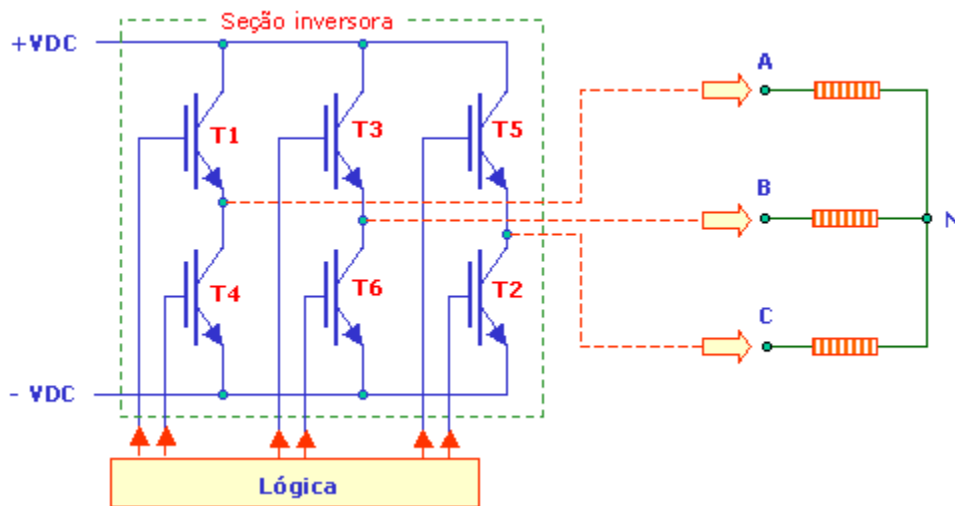 Seção inversora
+VDC
A
T1
T3
T5
B
N
T4
T6
T2
C
- VDC
Lógica